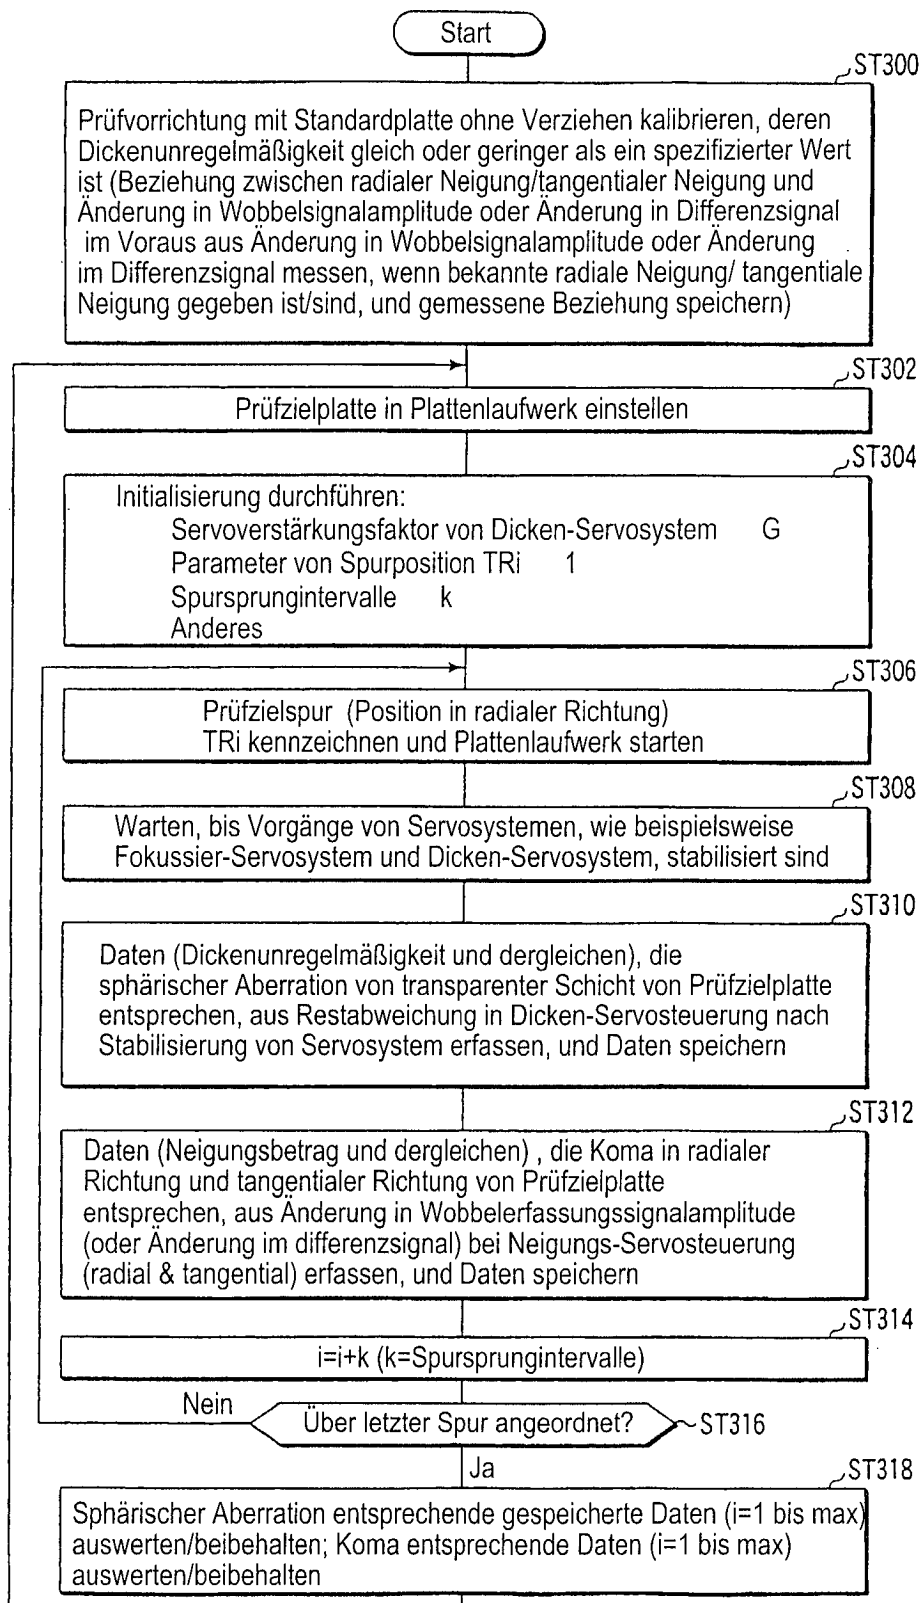 Start
ST300
Prüfvorrichtung mit Standardplatte ohne Verziehen kalibrieren, deren
Dickenunregelmäßigkeit gleich oder geringer als ein spezifizierter Wert
ist (Beziehung zwischen radialer Neigung/tangentialer Neigung und
Änderung in Wobbelsignalamplitude oder Änderung in Differenzsignal
im Voraus aus Änderung in Wobbelsignalamplitude oder Änderung
im Differenzsignal messen, wenn bekannte radiale Neigung/ tangentiale
Neigung gegeben ist/sind, und gemessene Beziehung speichern)
ST302
Prüfzielplatte in Plattenlaufwerk einstellen
ST304
Initialisierung durchführen:
Servoverstärkungsfaktor von Dicken-Servosystem G
Parameter von Spurposition TRi 1
Spursprungintervalle k
Anderes
ST306
Prüfzielspur (Position in radialer Richtung)
TRi kennzeichnen und Plattenlaufwerk starten
ST308
Warten, bis Vorgänge von Servosystemen, wie beispielsweise
Fokussier-Servosystem und Dicken-Servosystem, stabilisiert sind
ST310
Daten (Dickenunregelmäßigkeit und dergleichen), die
sphärischer Aberration von transparenter Schicht von Prüfzielplatte
entsprechen, aus Restabweichung in Dicken-Servosteuerung nach
Stabilisierung von Servosystem erfassen, und Daten speichern
ST312
Daten (Neigungsbetrag und dergleichen) , die Koma in radialer
Richtung und tangentialer Richtung von Prüfzielplatte
entsprechen, aus Änderung in Wobbelerfassungssignalamplitude
(oder Änderung im differenzsignal) bei Neigungs-Servosteuerung
(radial & tangential) erfassen, und Daten speichern
ST314
i=i+k (k=Spursprungintervalle)
Nein
Über letzter Spur angeordnet?
ST316
Ja
ST318
Sphärischer Aberration entsprechende gespeicherte Daten (i=1 bis max)
auswerten/beibehalten; Koma entsprechende Daten (i=1 bis max)
auswerten/beibehalten